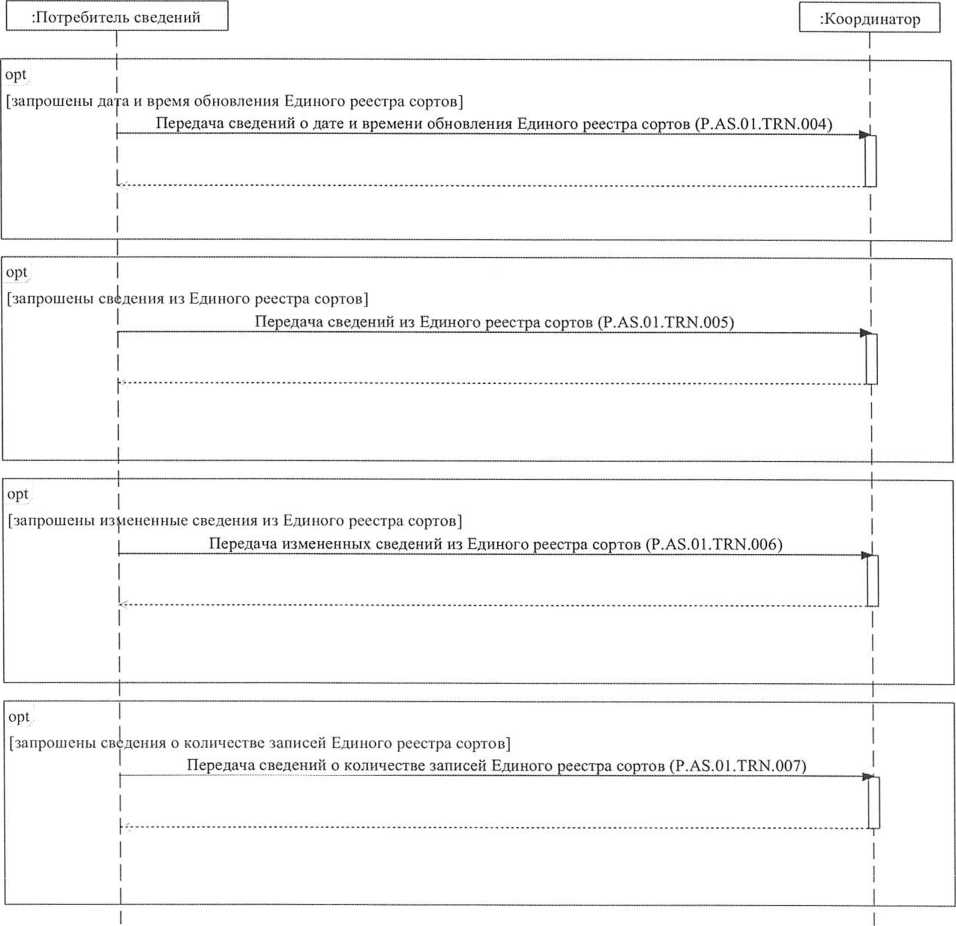 :Потребитель сведений
:Координатор
opt
[запрошены дата и время обновления Единого реестра сортов]
Передача сведений о дате и времени обновления Единого реестра сортов (P.AS.01.TRN.004)
opt
[запрошены сведения из Единого реестра сортов]
Передача сведений из Единого реестра сортов (P.AS.01.TRN.005)
opt
[запрошены измененные сведения из Единого реестра сортов]
Передача измененных сведений из Единого реестра сортов (P.AS.01.TRN.006)
opt
[запрошены сведения о количестве записей Единого реестра сортов]
Передача сведений о количестве записей Единого реестра сортов (P.AS.01.TRN.007)